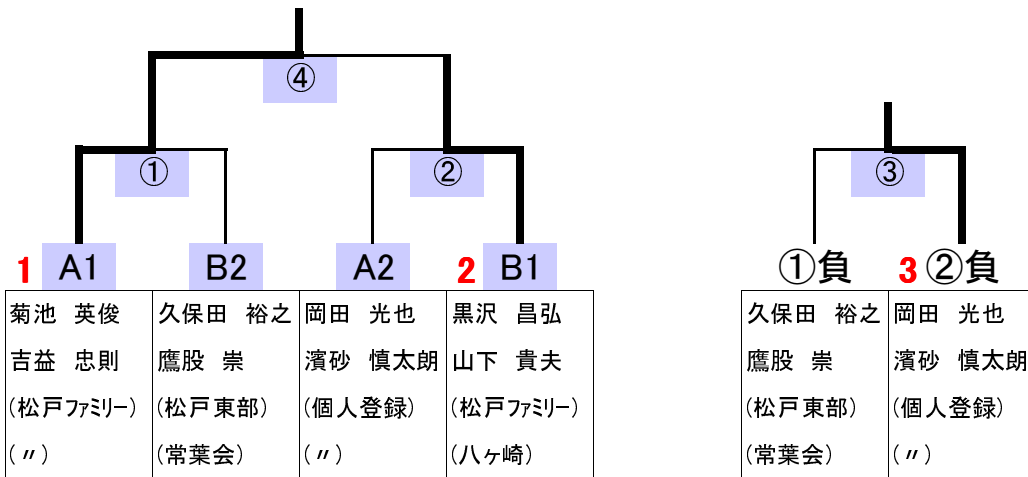 ④
① ② ③
1 A1 B2 A2 2 B1 ①負 3 ②負
菊池 英俊 久保田 裕之 岡田 光也 黒沢 昌弘 久保田 裕之 岡田 光也
吉益 忠則 鷹股 崇 濱砂 慎太朗 山下 貴夫 鷹股 崇 濱砂 慎太朗
(松戸ファミリー) (松戸東部) (個人登録) (松戸ファミリー) (松戸東部) (個人登録)
(〃) (常葉会) (〃) (八ヶ崎) (常葉会) (〃)